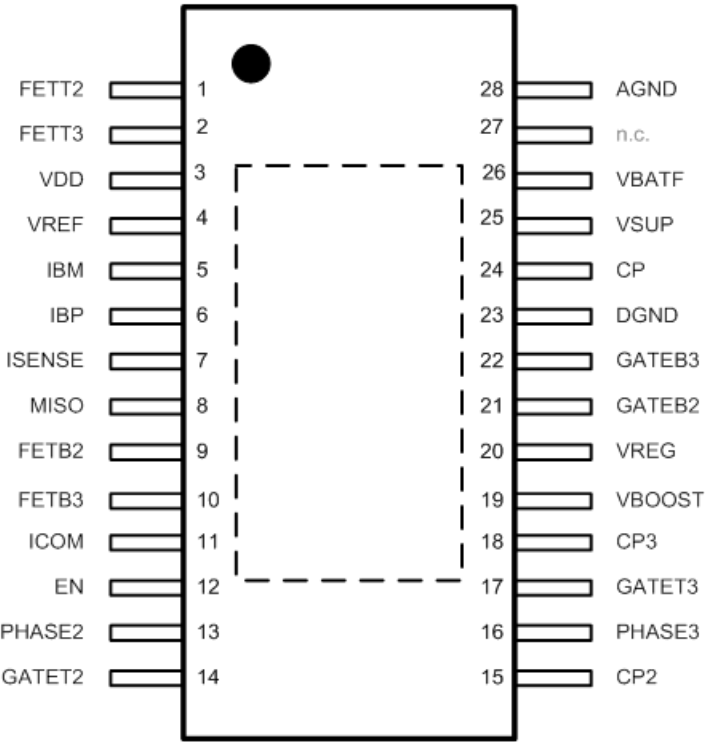 FETT2 1 28 AGND
FETT3 2 27 n.c.
VDD 3 26 VBATF
VREF 4 25 VSUP
IBM 5 24 CP
IBP 6 23 DGND
ISENSE 7 22 GATEB3
MISO 8 21 GATEB2
FETB2 9 20 VREG
FETB3 10 19 VBOOST
ICOM 11 18 CP3
EN 12 17 GATET3
PHASE2 13 16 PHASE3
GATET2 14 15 CP2